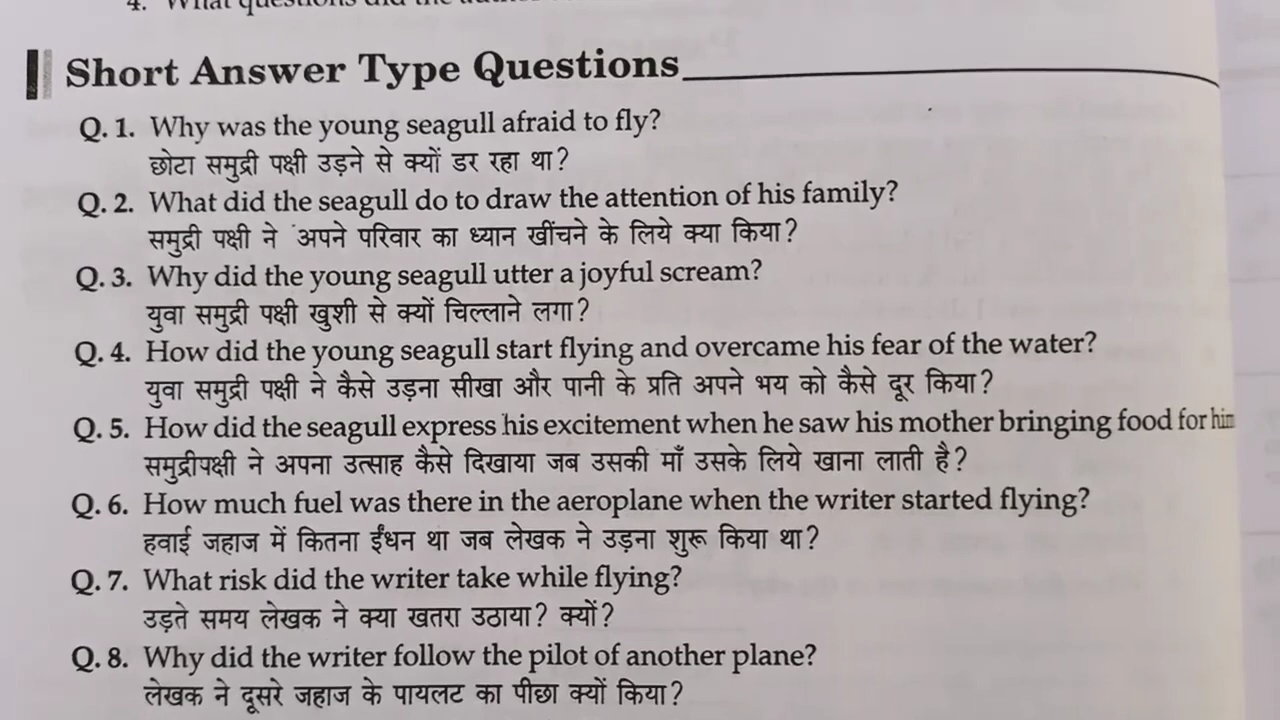 4. What questions did the
Short Answer Type Questions
Q. 1. Why was the young seagull afraid to fly?
छोटा समुद्री पक्षी उड़ने से क्यों डर रहा था?
Q. 2. What did the seagull do to draw the attention of his family?
समुद्री पक्षी ने अपने परिवार का ध्यान खींचने के लिये क्या किया?
Q. 3. Why did the young seagull utter a joyful scream?
युवा समुद्री पक्षी खुशी से क्यों चिल्लाने लगा?
Q. 4. How did the young seagull start flying and overcame his fear of the water?
युवा समुद्री पक्षी ने कैसे उड़ना सीखा और पानी के प्रति अपने भय को कैसे दूर किया?
Q. 5. How did the seagull express his excitement when he saw his mother bringing food for him
समुद्रीपक्षी ने अपना उत्साह कैसे दिखाया जब उसकी माँ उसके लिये खाना लाती है?
Q. 6. How much fuel was there in the aeroplane when the writer started flying?
हवाई जहाज में कितना ईंधन था जब लेखक ने उड़ना शुरू किया था?
Q. 7. What risk did the writer take while flying?
उड़ते समय लेखक ने क्या खतरा उठाया? क्यों?
Q. 8. Why did the writer follow the pilot of another plane?
लेखक ने दूसरे जहाज के पायलट का पीछा क्यों किया?